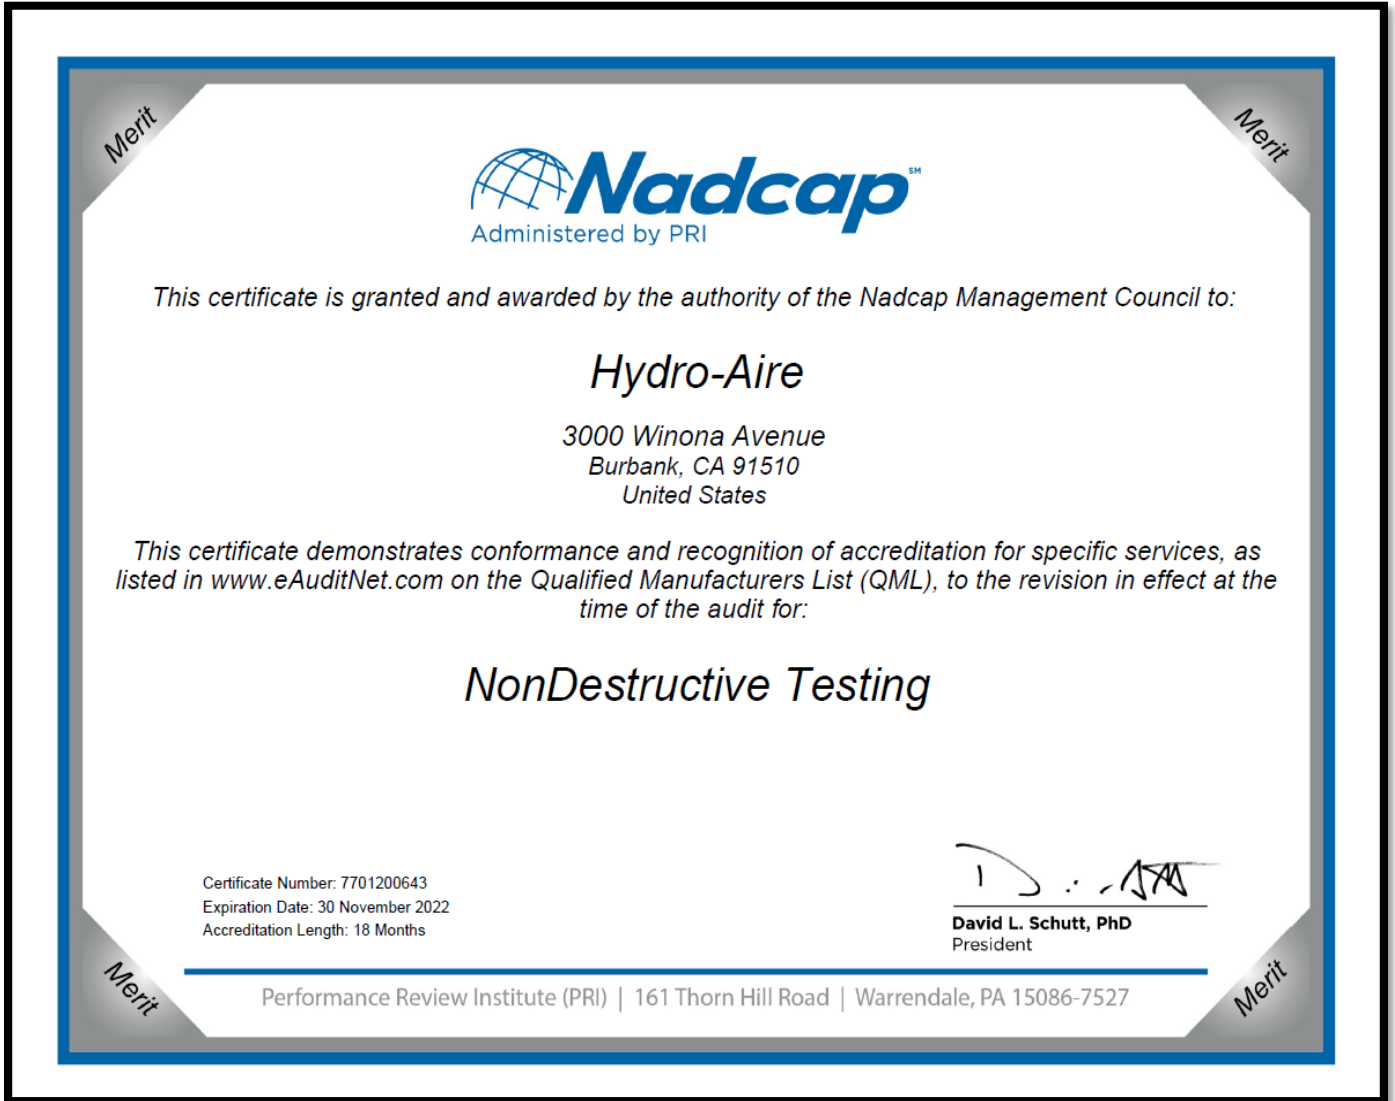 Merit
Merit
Nadcap℠
Administered by PRI
This certificate is granted and awarded by the authority of the Nadcap Management Council to:
Hydro-Aire
3000 Winona Avenue
Burbank, CA 91510
United States
This certificate demonstrates conformance and recognition of accreditation for specific services, as
listed in www.eAuditNet.com on the Qualified Manufacturers List (QML), to the revision in effect at the
time of the audit for:
NonDestructive Testing
Certificate Number: 7701200643
Expiration Date: 30 November 2022
Accreditation Length: 18 Months
David L. Schutt, PhD
President
Merit
Merit
Performance Review Institute (PRI) | 161 Thorn Hill Road | Warrendale, PA 15086-7527